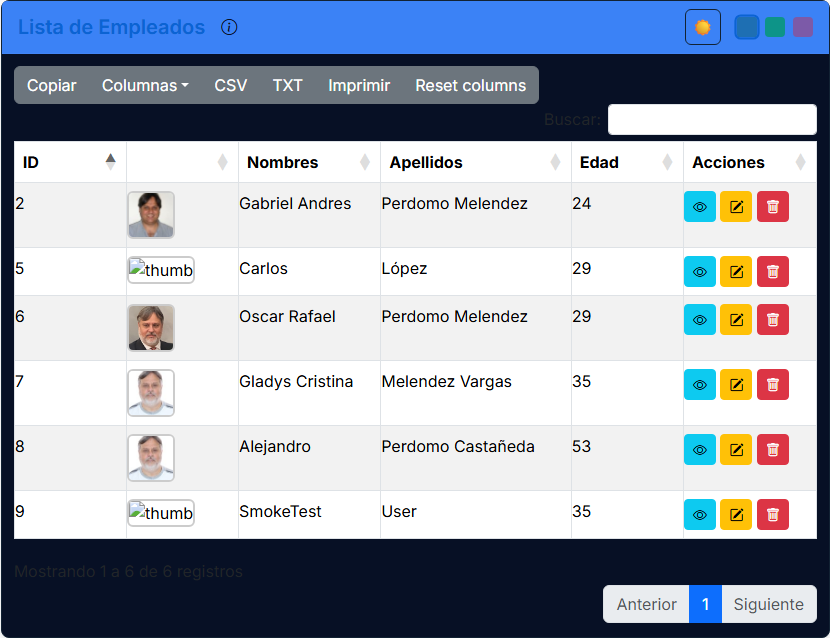 Lista de Empleados
Copiar Columnas CSV TXT Imprimir Reset columns
Buscar:
ID Nombres Apellidos Edad Acciones
2 Gabriel Andres Perdomo Melendez 24
5 thumb Carlos López 29
6 Oscar Rafael Perdomo Melendez 29
7 Gladys Cristina Melendez Vargas 35
8 Alejandro Perdomo Castañeda 53
9 thumb SmokeTest User 35
Mostrando 1 a 6 de 6 registros
Anterior 1 Siguiente